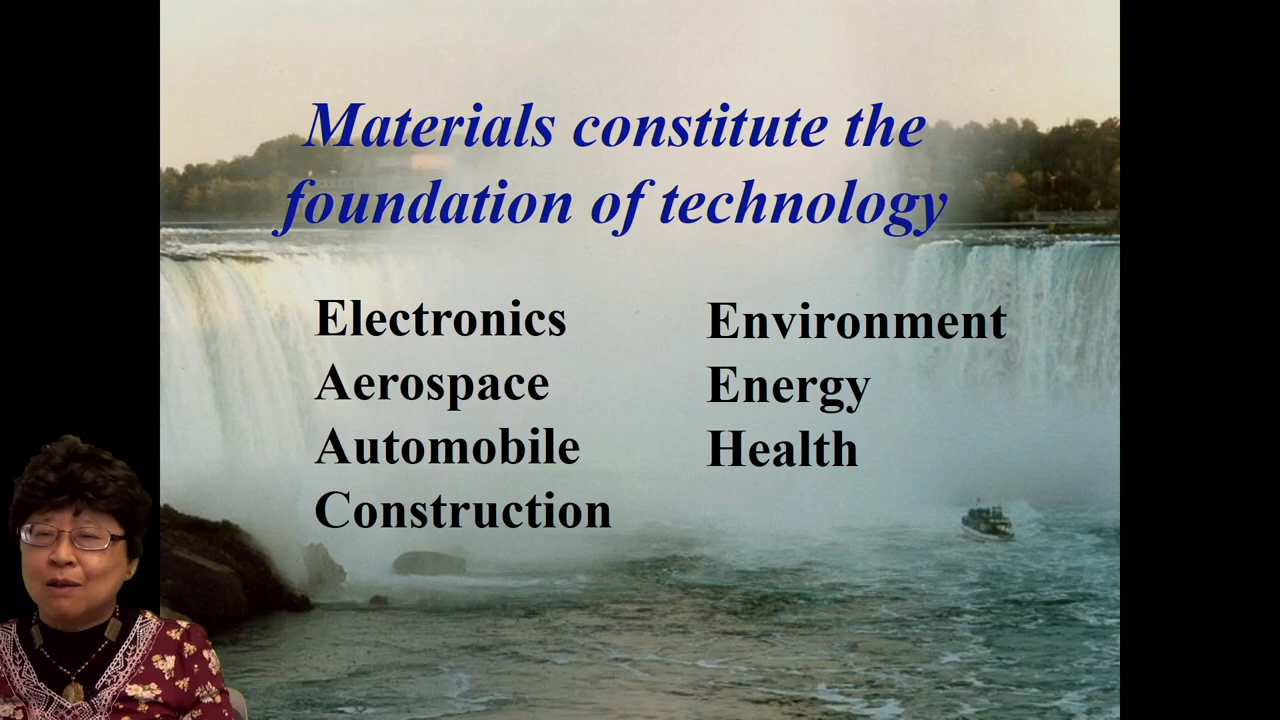 Materials constitute the
foundation of technology
Electronics
Aerospace
Automobile
Construction
Environment
Energy
Health